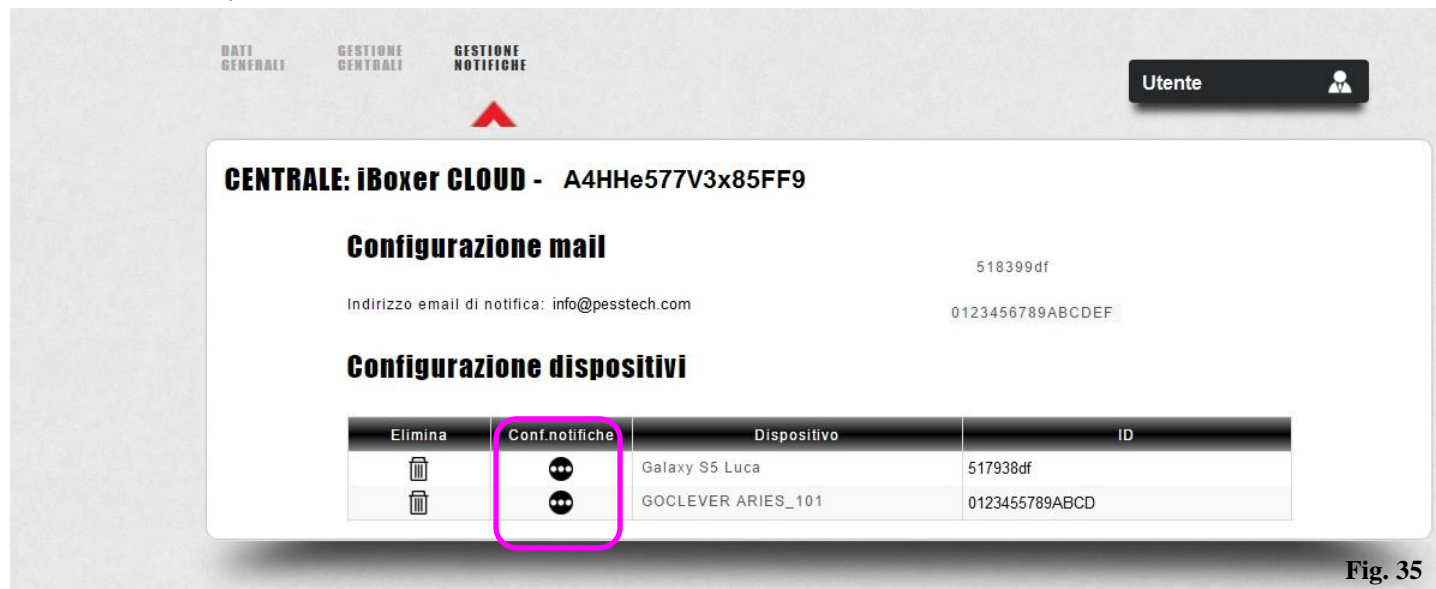 DATI GESTIONE GESTIONE
GENERALI CENTRALI NOTIFICHE
Utente
CENTRALE: iBoxer CLOUD - A4HHe577V3x85FF9
Configurazione mail
518399df
Indirizzo email di notifica: info@pesstech.com
0123456789ABCDEF
Configurazione dispositivi
Elimina Conf.notifiche Dispositivo ID
Galaxy S5 Luca 517938df
GOCLEVER ARIES_101 0123455789ABCD
Fig. 35